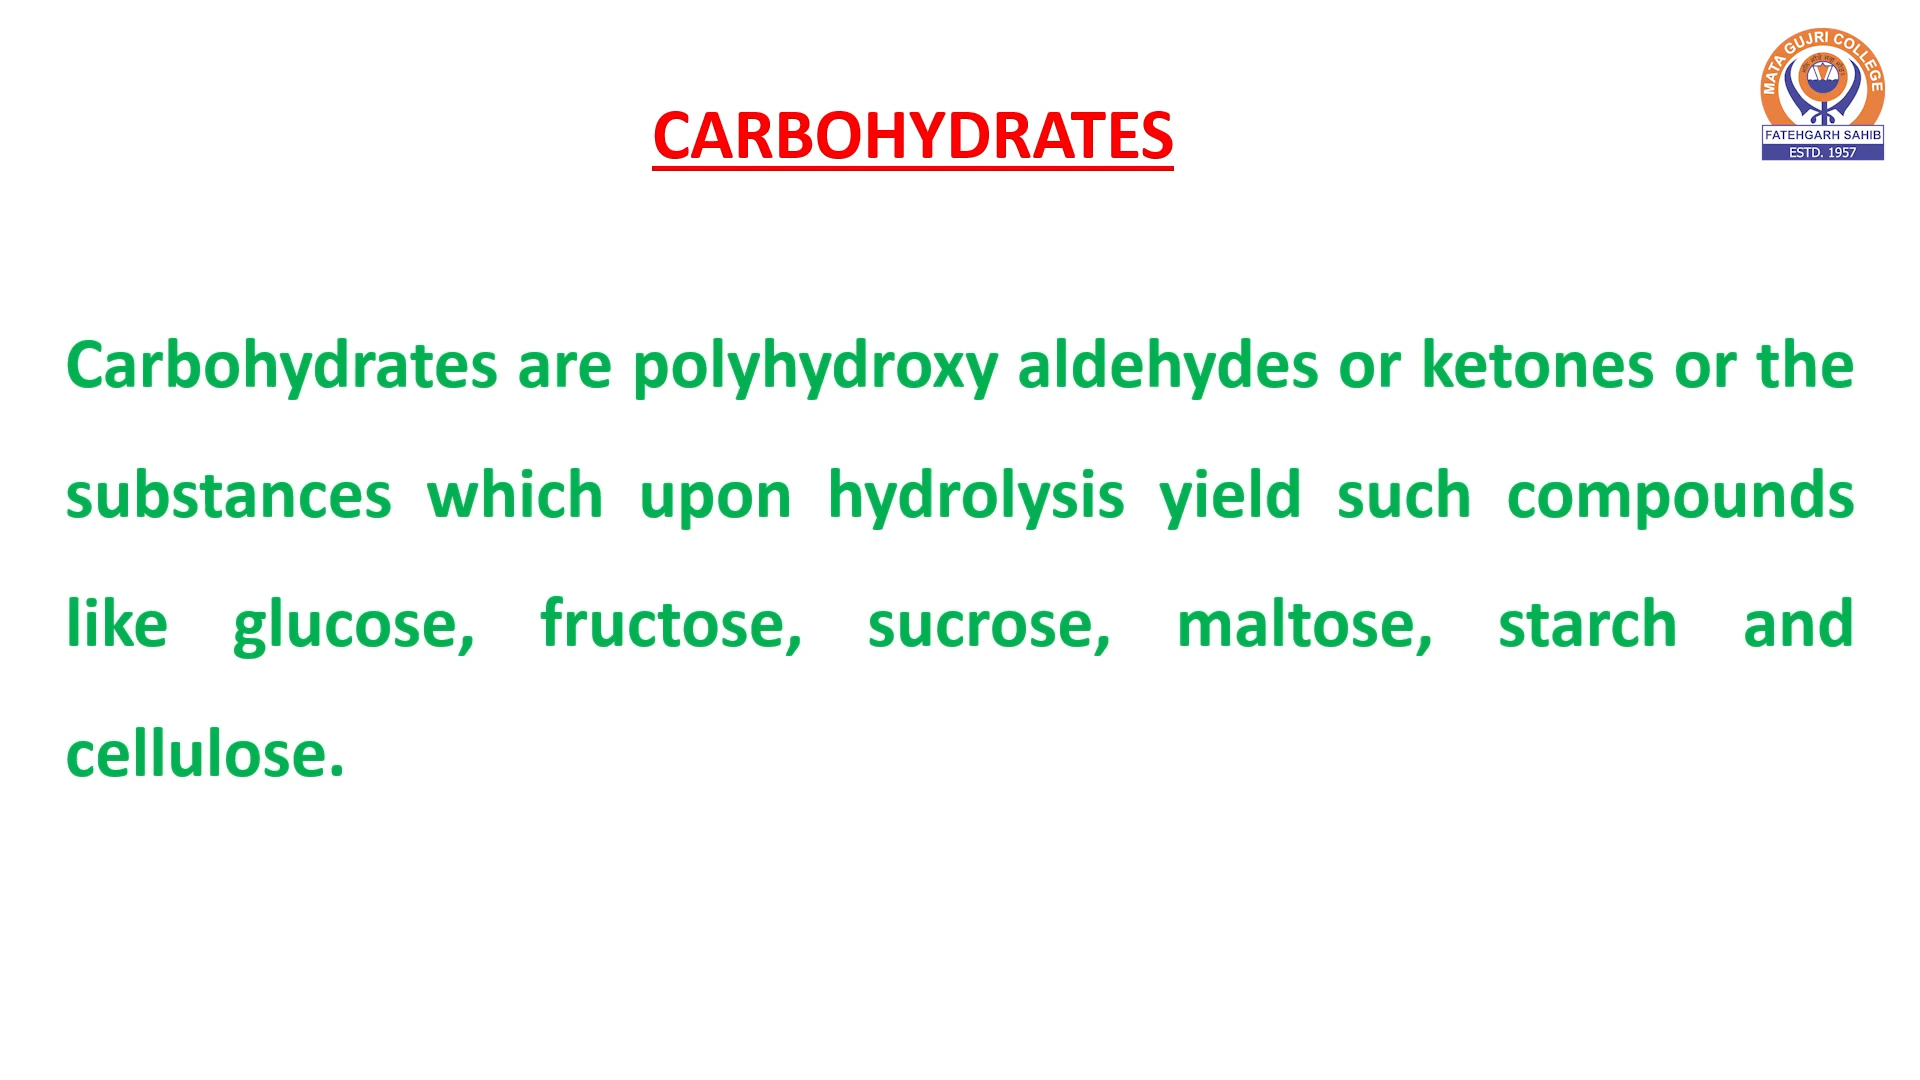 MATA GUJRI COLLEGE
FATEHGARH SAHIB
ESTD. 1957
CARBOHYDRATES
Carbohydrates are polyhydroxy aldehydes or ketones or the
substances which upon hydrolysis yield such compounds
like glucose, fructose, sucrose, maltose, starch and
cellulose.